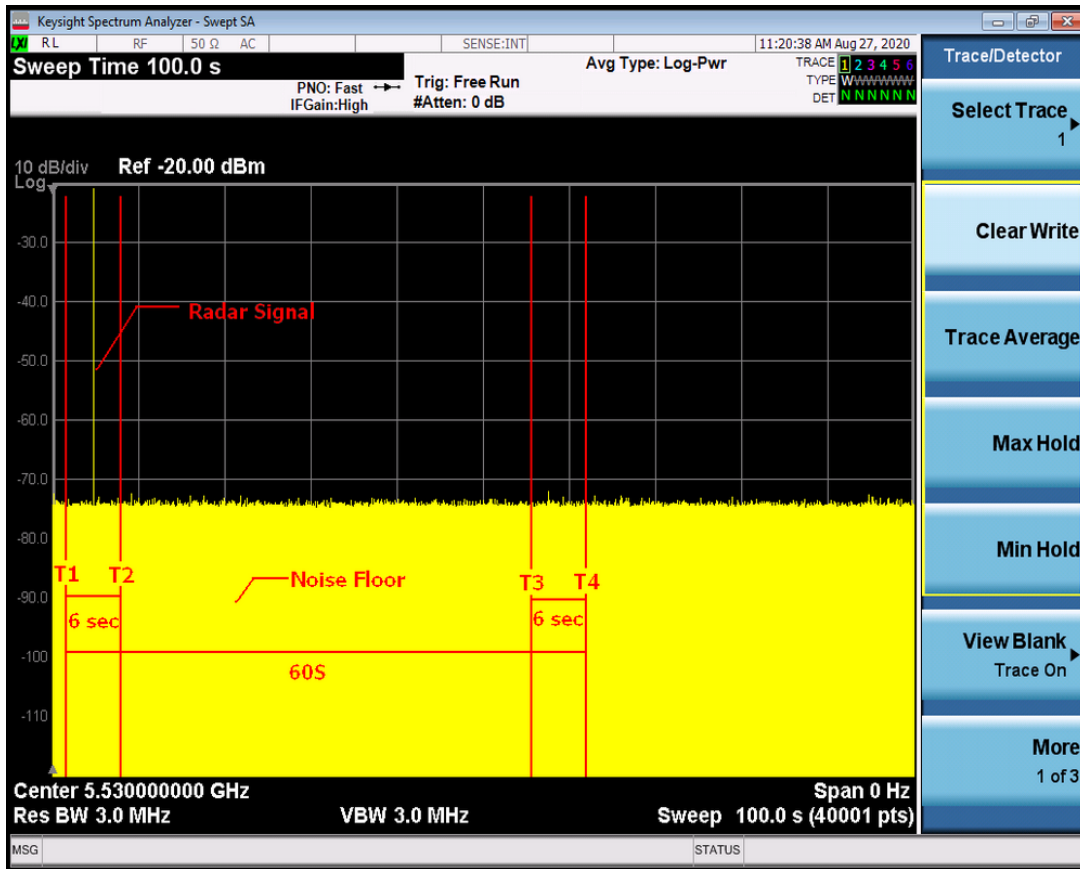 Keysight Spectrum Analyzer - Swept SA
LXI RL RF 50 Ω AC SENSE:INT 11:20:38 AM Aug 27, 2020
Sweep Time 100.0 s
PNO: Fast
IFGain:High
Trig: Free Run
#Atten: 0 dB
Avg Type: Log-Pwr
TRACE 1 2 3 4 5 6
TYPE WWWWWW
DET N N N N N N
10 dB/div Ref -20.00 dBm
Log
-30.0
-40.0
Radar Signal
-50.0
-60.0
-70.0
-80.0
T1 T2 Noise Floor T3 T4
-90.0
6 sec 6 sec
-100
60S
-110
Center 5.530000000 GHz Span 0 Hz
Res BW 3.0 MHz VBW 3.0 MHz Sweep 100.0 s (40001 pts)
MSG STATUS
Trace/Detector
Select Trace
1
Clear Write
Trace Average
Max Hold
Min Hold
View Blank
Trace On
More
1 of 3